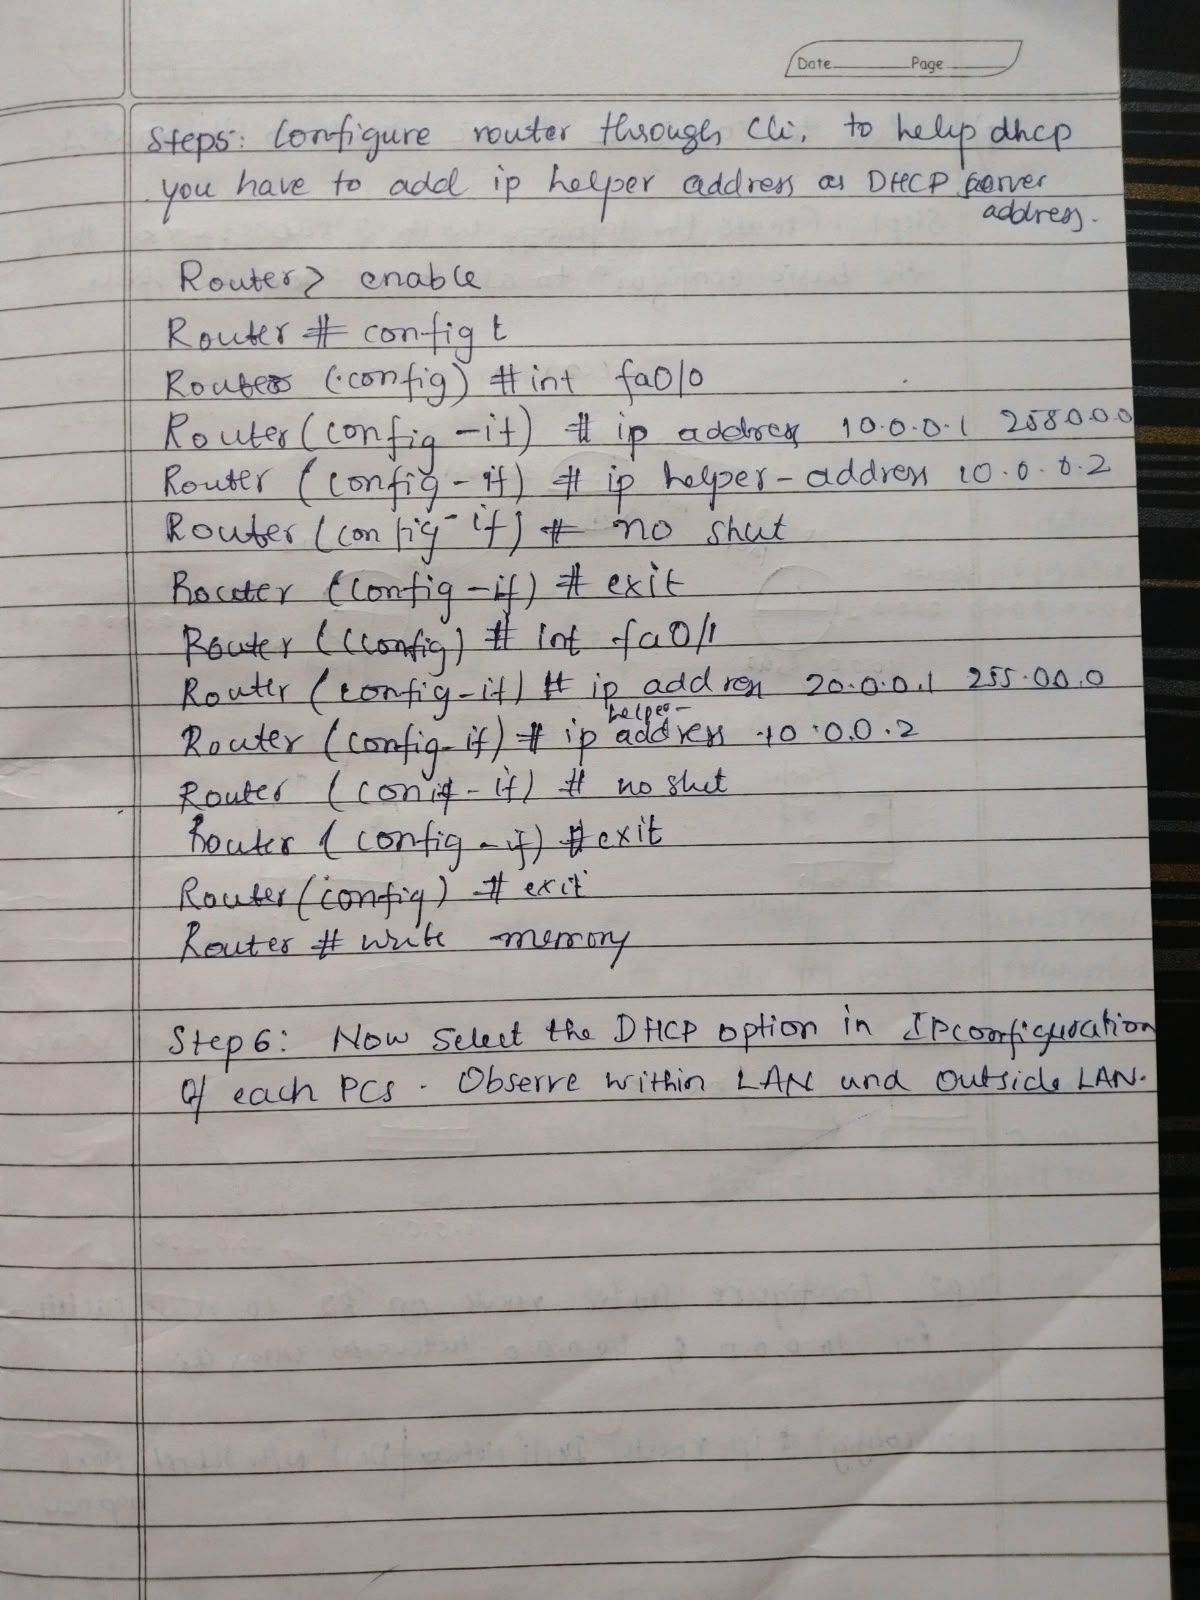 Date Page
Step5: Configure router through Cli, to help dhcp
you have to add ip helper address as DHCP server
address.
Router> enable
Router # config t
Router (config) # int fa0/0
Router (config-if) # ip address 10.0.0.1 255.0.0.0
Router (config-if) # ip helper-address 10.0.0.2
Router (config-if) # no shut
Router (config-if) # exit
Router ((config) # int fa0/1
Router (config-if) # ip address 20.0.0.1 255.00.0
Router (config-if) # ip helper-address 10.0.0.2
Router (conif-if) # no shut
Router (config-if) # exit
Router (config) # exit
Router # write memory
Step 6: Now Select the DHCP option in IPconfiguration
of each PCs. Observe within LAN und outside LAN.